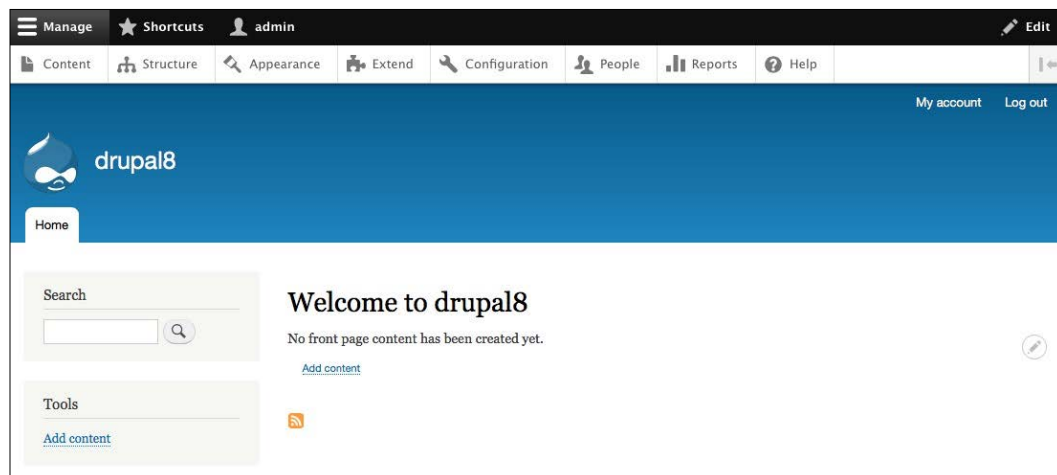 Manage Shortcuts admin Edit
Content Structure Appearance Extend Configuration People Reports Help
My account Log out
drupal8
Home
Search
Welcome to drupal8
No front page content has been created yet.
Add content
Tools
Add content